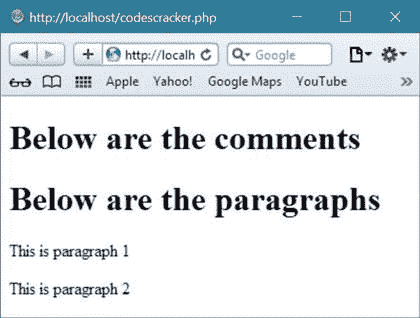 http://localhost/codescracker.php
http://localh
Google
Apple Yahoo! Google Maps YouTube
Below are the comments
Below are the paragraphs
This is paragraph 1
This is paragraph 2